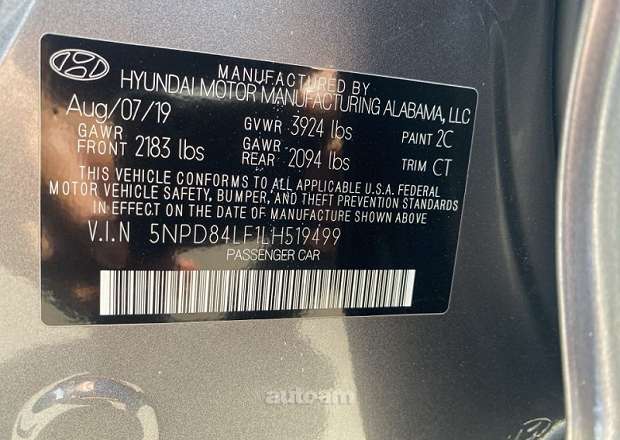 MANUFACTURED BY
HYUNDAI MOTOR MANUFACTURING ALABAMA, LLC
Aug/07/19 GVWR 3924 lbs PAINT 2C
GAWR FRONT 2183 lbs GAWR REAR 2094 lbs TRIM CT
THIS VEHICLE CONFORMS TO ALL APPLICABLE U.S.A. FEDERAL
MOTOR VEHICLE SAFETY, BUMPER, AND THEFT PREVENTION STANDARDS
IN EFFECT ON THE DATE OF MANUFACTURE SHOWN ABOVE
V.I.N 5NPD84LF1LH519499
PASSENGER CAR
autoam